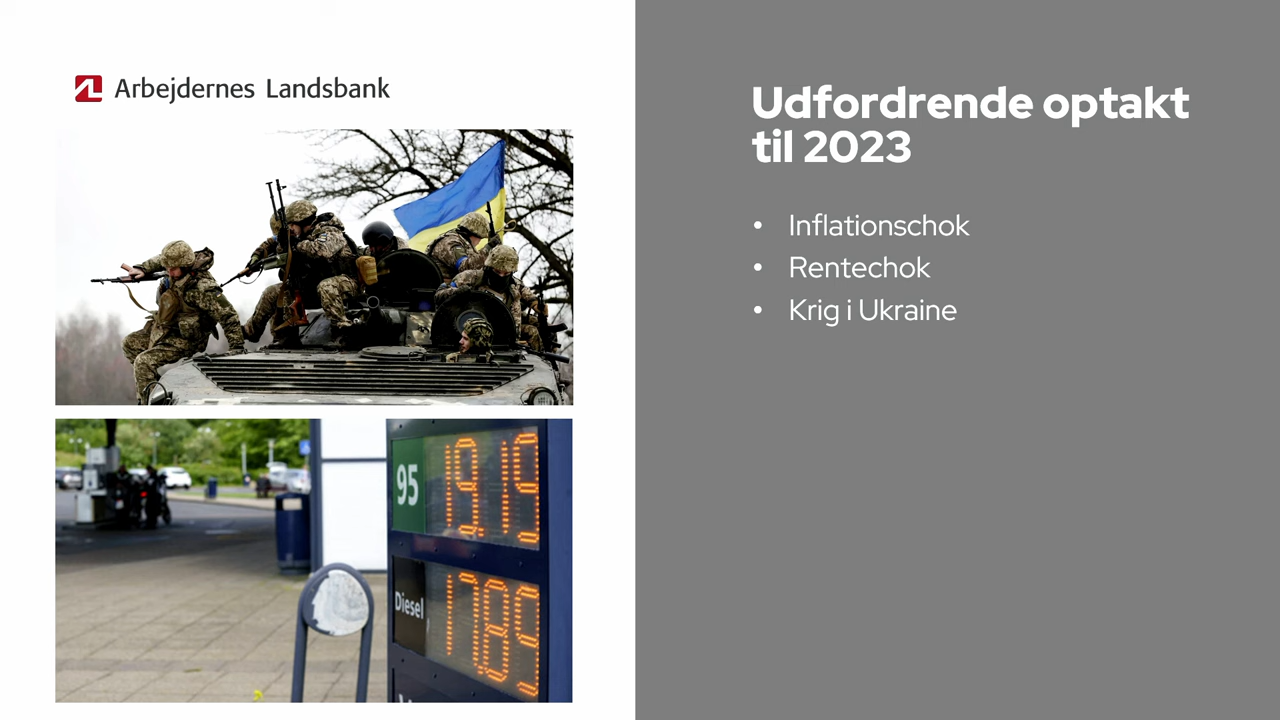 Arbejdernes Landsbank
Udfordrende optakt
til 2023
• Inflationschok
• Rentechok
• Krig i Ukraine
95
19.19
Diesel
17.89